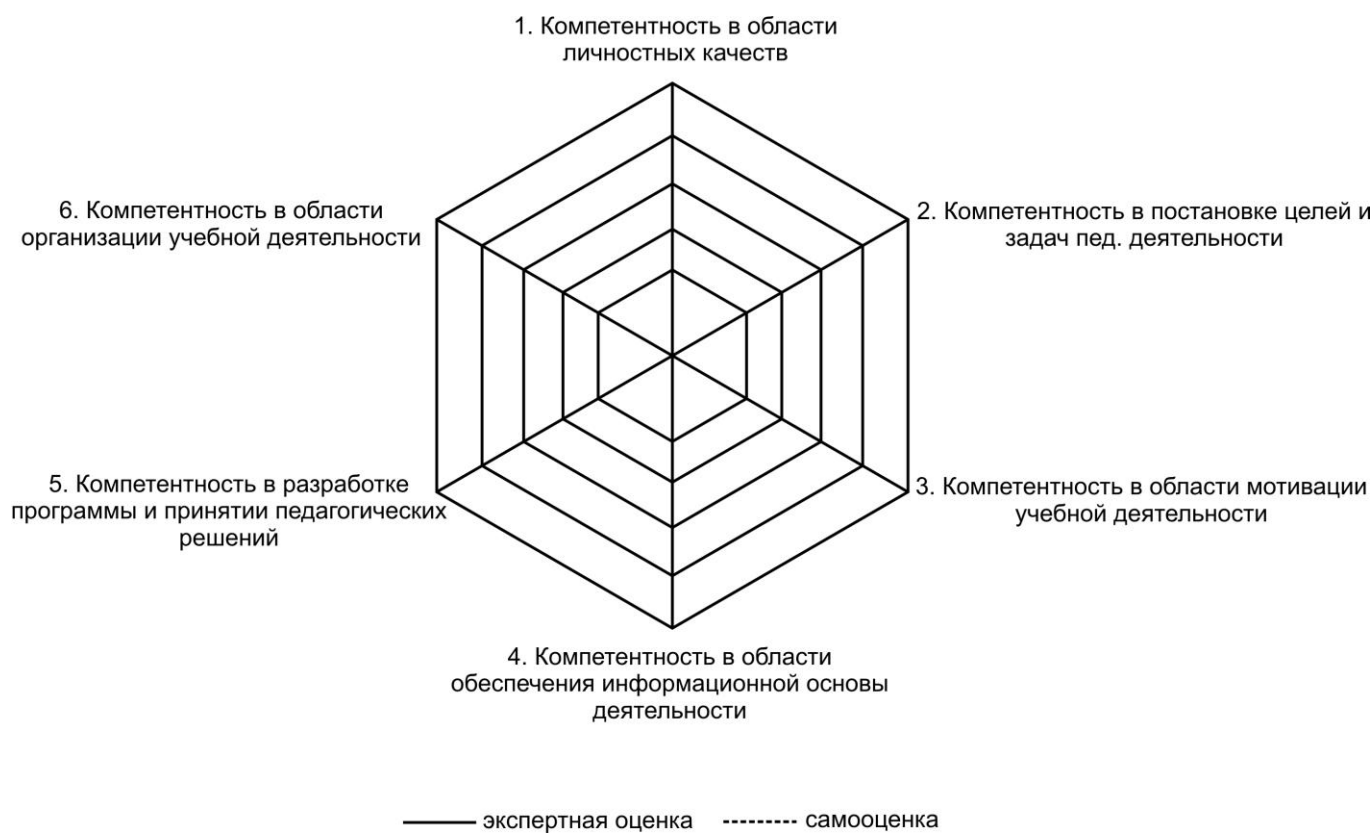 1. Компетентность в области
личностных качеств
6. Компетентность в области
организации учебной деятельности
2. Компетентность в постановке целей и
задач пед. деятельности
5. Компетентность в разработке
программы и принятии педагогических
решений
3. Компетентность в области мотивации
учебной деятельности
4. Компетентность в области
обеспечения информационной основы
деятельности
экспертная оценка самооценка